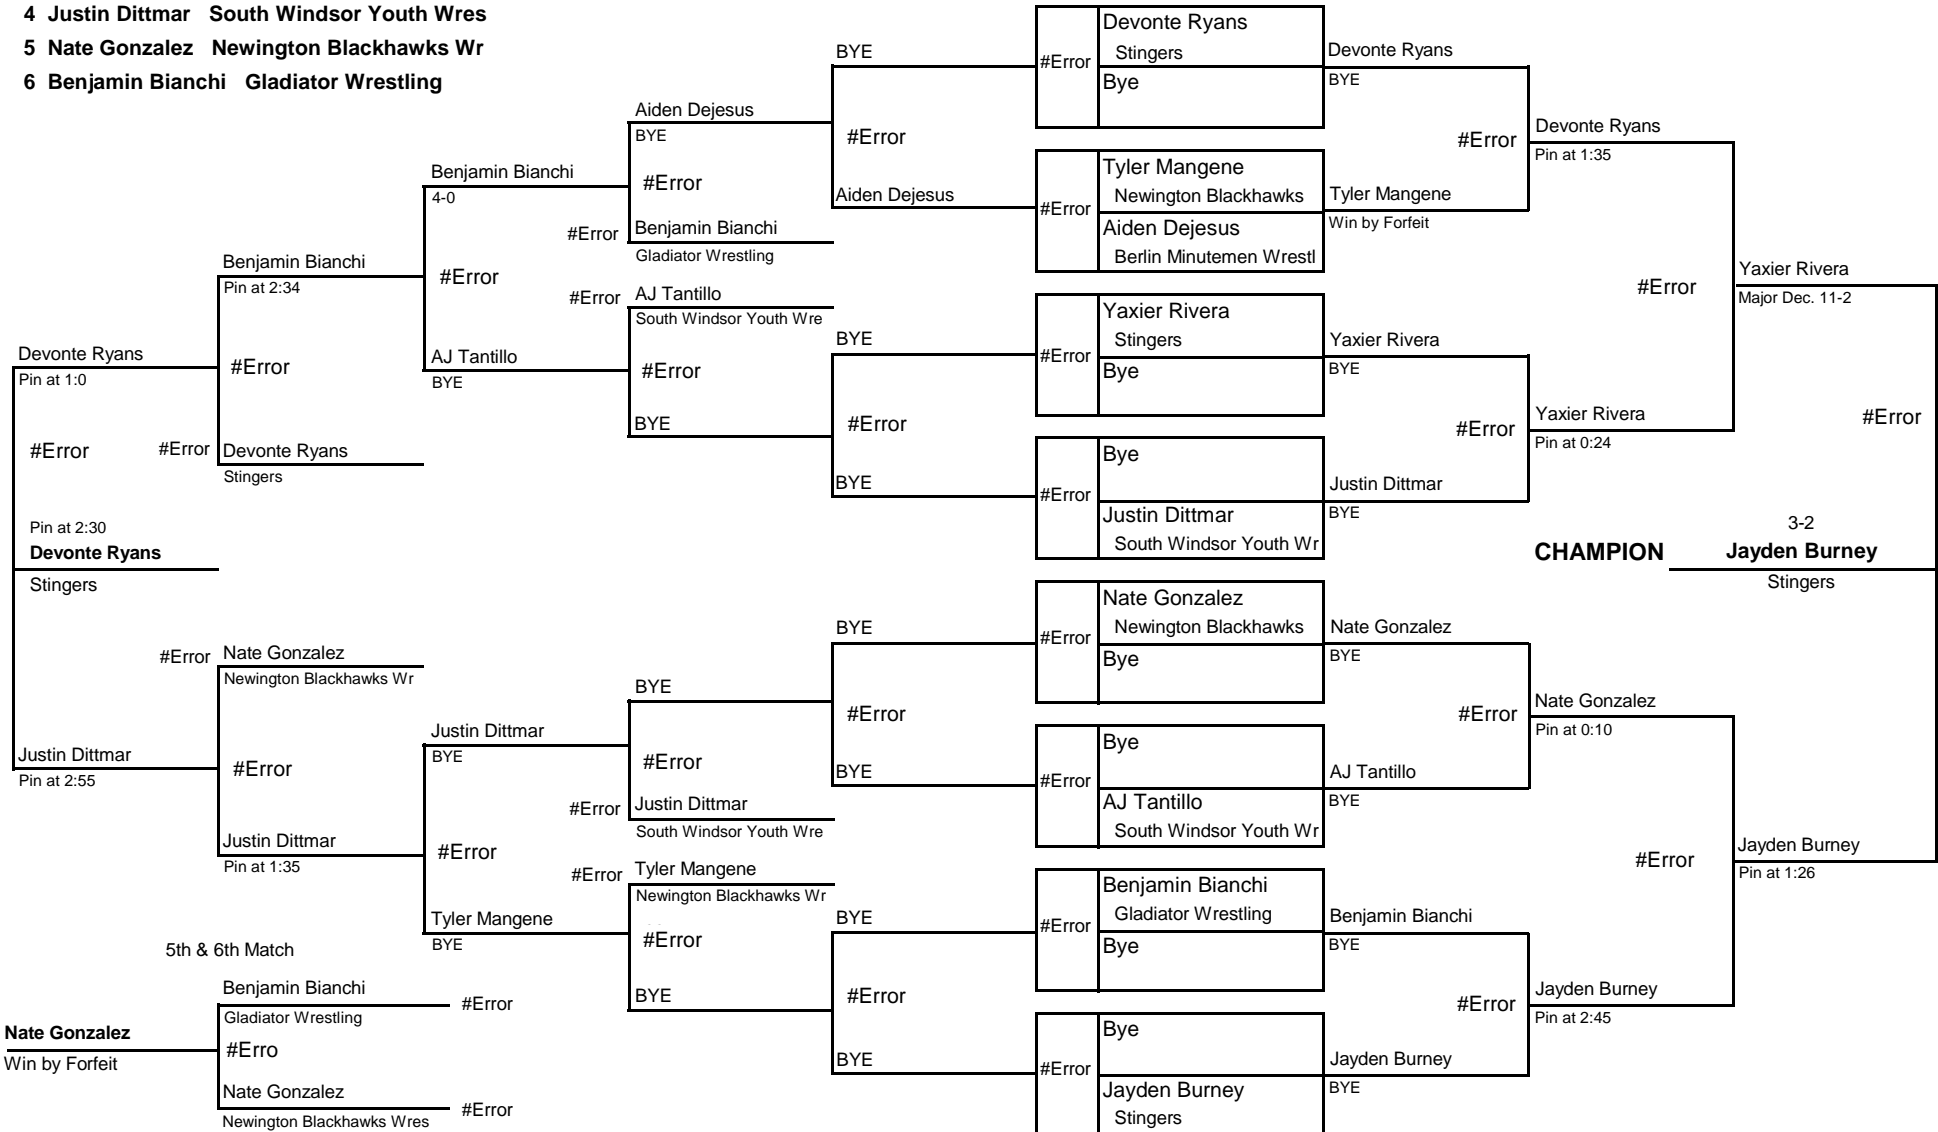 4 Justin Dittmar South Windsor Youth Wres
5 Nate Gonzalez Newington Blackhawks Wr
6 Benjamin Bianchi Gladiator Wrestling
Devonte Ryans
Pin at 1:0
#Error
Pin at 2:30
Devonte Ryans
Stingers
Justin Dittmar
Pin at 2:55
5th & 6th Match
Nate Gonzalez
Win by Forfeit
Benjamin Bianchi
Pin at 2:34
#Error
#Error
Devonte Ryans
Stingers
#Error
Nate Gonzalez
Newington Blackhawks Wr
#Error
Justin Dittmar
Pin at 1:35
Benjamin Bianchi
#Error
Gladiator Wrestling
#Erro
Nate Gonzalez
#Error
Newington Blackhawks Wres
Benjamin Bianchi
4-0
#Error
AJ Tantillo
BYE
Justin Dittmar
BYE
#Error
Tyler Mangene
BYE
Aiden Dejesus
BYE
#Error
#Error
Benjamin Bianchi
Gladiator Wrestling
#Error
AJ Tantillo
South Windsor Youth Wre
#Error
BYE
BYE
#Error
#Error
Justin Dittmar
South Windsor Youth Wre
#Error
Tyler Mangene
Newington Blackhawks Wr
#Error
BYE
BYE
#Error
Aiden Dejesus
BYE
#Error
BYE
BYE
#Error
BYE
BYE
#Error
BYE
#Error
Devonte Ryans
Stingers
Bye
#Error
Tyler Mangene
Newington Blackhawks
Aiden Dejesus
Berlin Minutemen Wrestl
#Error
Yaxier Rivera
Stingers
Bye
#Error
Bye
Justin Dittmar
South Windsor Youth Wr
#Error
Nate Gonzalez
Newington Blackhawks
Bye
#Error
Bye
AJ Tantillo
South Windsor Youth Wr
#Error
Benjamin Bianchi
Gladiator Wrestling
Bye
#Error
Bye
Jayden Burney
Stingers
Devonte Ryans
BYE
#Error
Tyler Mangene
Win by Forfeit
Yaxier Rivera
BYE
#Error
Justin Dittmar
BYE
Nate Gonzalez
BYE
#Error
AJ Tantillo
BYE
Benjamin Bianchi
BYE
#Error
Jayden Burney
BYE
Devonte Ryans
Pin at 1:35
#Error
Yaxier Rivera
Pin at 0:24
Nate Gonzalez
Pin at 0:10
#Error
Jayden Burney
Pin at 2:45
Yaxier Rivera
Major Dec. 11-2
#Error
3-2
CHAMPION Jayden Burney
Stingers
Jayden Burney
Pin at 1:26